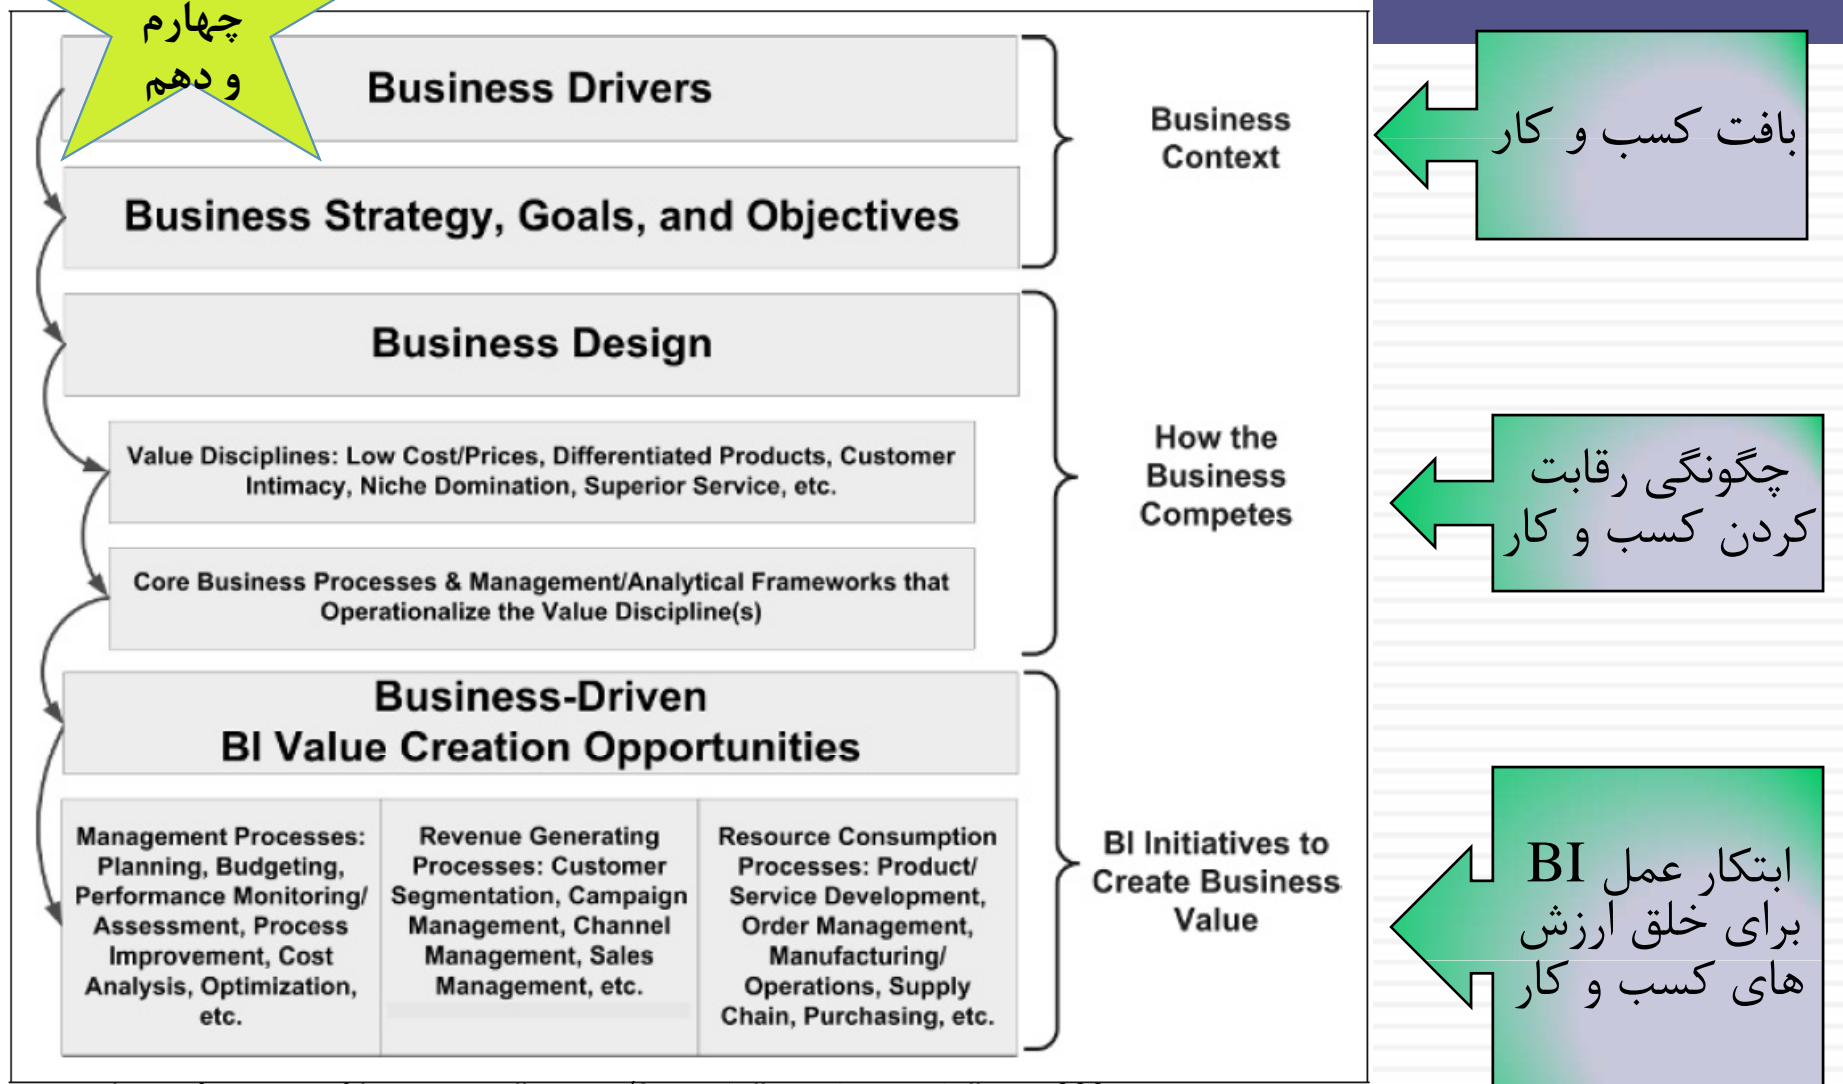 چهارم
و دهم
Business Drivers
Business Strategy, Goals, and Objectives
Business
Context
بافت کسب و کار
Business Design
Value Disciplines: Low Cost/Prices, Differentiated Products, Customer
Intimacy, Niche Domination, Superior Service, etc.
Core Business Processes & Management/Analytical Frameworks that
Operationalize the Value Discipline(s)
How the
Business
Competes
چگونگی رقابت
کردن کسب و کار
Business-Driven
BI Value Creation Opportunities
Management Processes:
Planning, Budgeting,
Performance Monitoring/
Assessment, Process
Improvement, Cost
Analysis, Optimization,
etc.
Revenue Generating
Processes: Customer
Segmentation, Campaign
Management, Channel
Management, Sales
Management, etc.
Resource Consumption
Processes: Product/
Service Development,
Order Management,
Manufacturing/
Operations, Supply
Chain, Purchasing, etc.
BI Initiatives to
Create Business
Value
ابتکار عمل BI
برای خلق ارزش
های کسب و کار